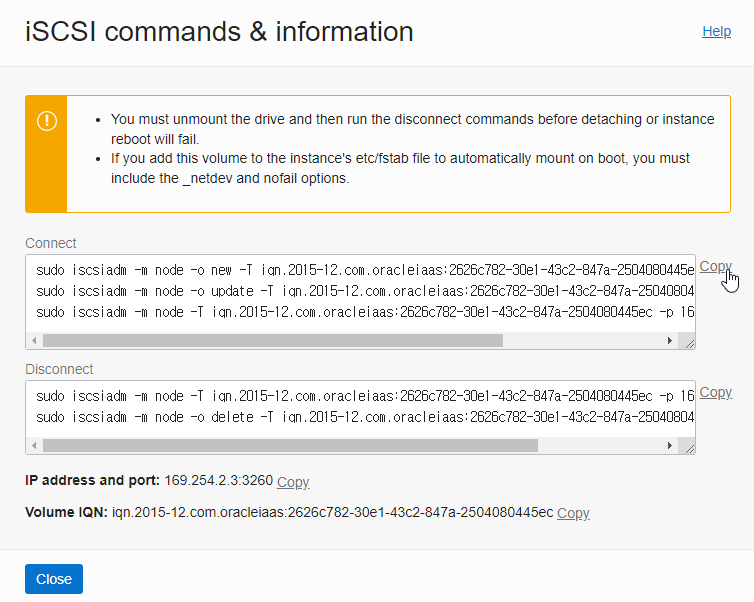 iSCSI commands & information
Help
• You must unmount the drive and then run the disconnect commands before detaching or instance
reboot will fail.
• If you add this volume to the instance's etc/fstab file to automatically mount on boot, you must
include the _netdev and nofail options.
Connect
sudo iscsiadm -m node -o new -T iqn.2015-12.com.oracleiaas:2626c782-30e1-43c2-847a-2504080445e
Copy
sudo iscsiadm -m node -o update -T iqn.2015-12.com.oracleiaas:2626c782-30e1-43c2-847a-25040804
sudo iscsiadm -m node -T iqn.2015-12.com.oracleiaas:2626c782-30e1-43c2-847a-2504080445ec -p 16
Disconnect
sudo iscsiadm -m node -T iqn.2015-12.com.oracleiaas:2626c782-30e1-43c2-847a-2504080445ec -p 16
Copy
sudo iscsiadm -m node -o delete -T iqn.2015-12.com.oracleiaas:2626c782-30e1-43c2-847a-25040804
IP address and port: 169.254.2.3:3260 Copy
Volume IQN: iqn.2015-12.com.oracleiaas:2626c782-30e1-43c2-847a-2504080445ec Copy
Close